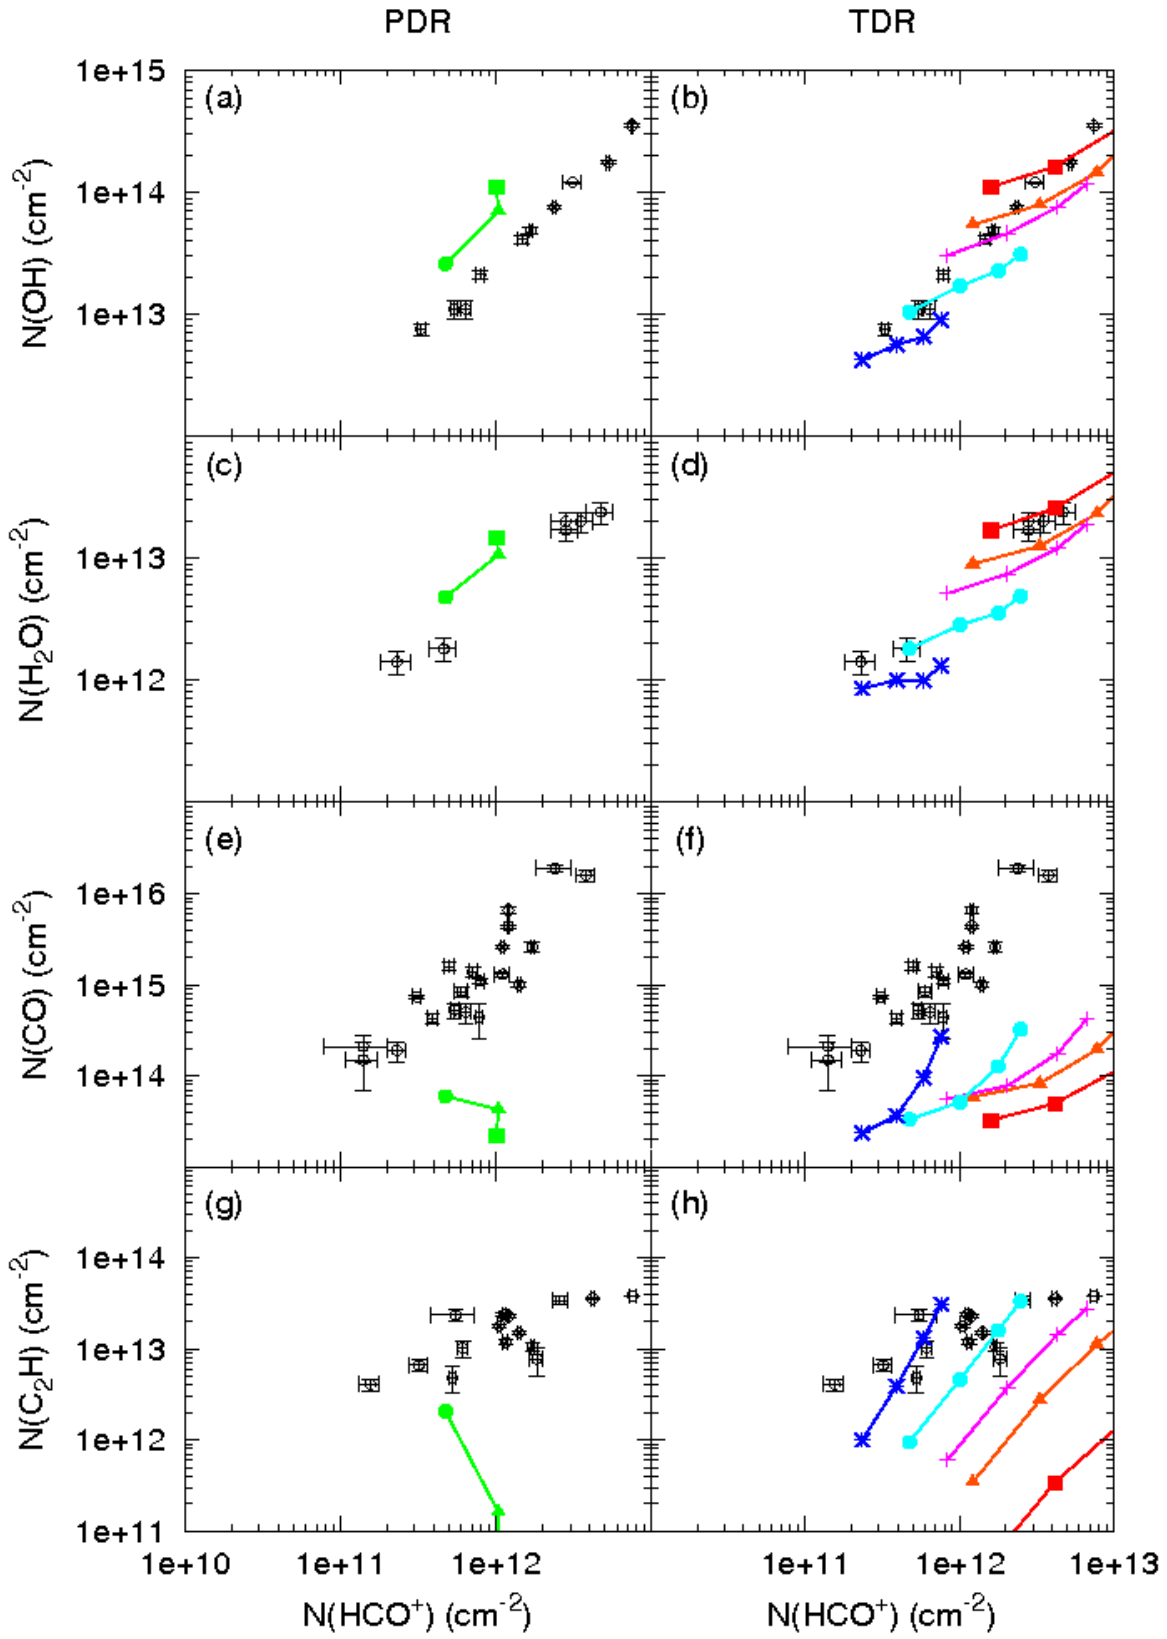 PDR TDR
1e+15
(a) (b)
1e+14
N(OH) (cm-2)
1e+13
(c) (d)
1e+13
N(H2O) (cm-2)
1e+12
(e) (f)
1e+16
N(CO) (cm-2)
1e+15
1e+14
(g) (h)
1e+14
N(C2H) (cm-2)
1e+13
1e+12
1e+11
1e+10 1e+11 1e+12 1e+11 1e+12 1e+13
N(HCO+) (cm-2) N(HCO+) (cm-2)